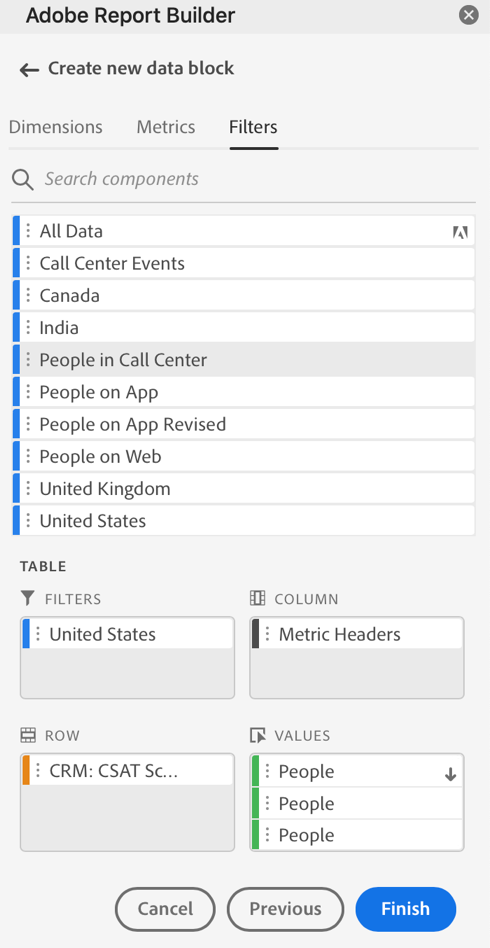 Adobe Report Builder
Create new data block
Dimensions Metrics Filters
Search components
All Data
Call Center Events
Canada
India
People in Call Center
People on App
People on App Revised
People on Web
United Kingdom
United States
TABLE
FILTERS
United States
COLUMN
Metric Headers
ROW
CRM: CSAT Sc...
VALUES
People
People
People
Cancel Previous Finish